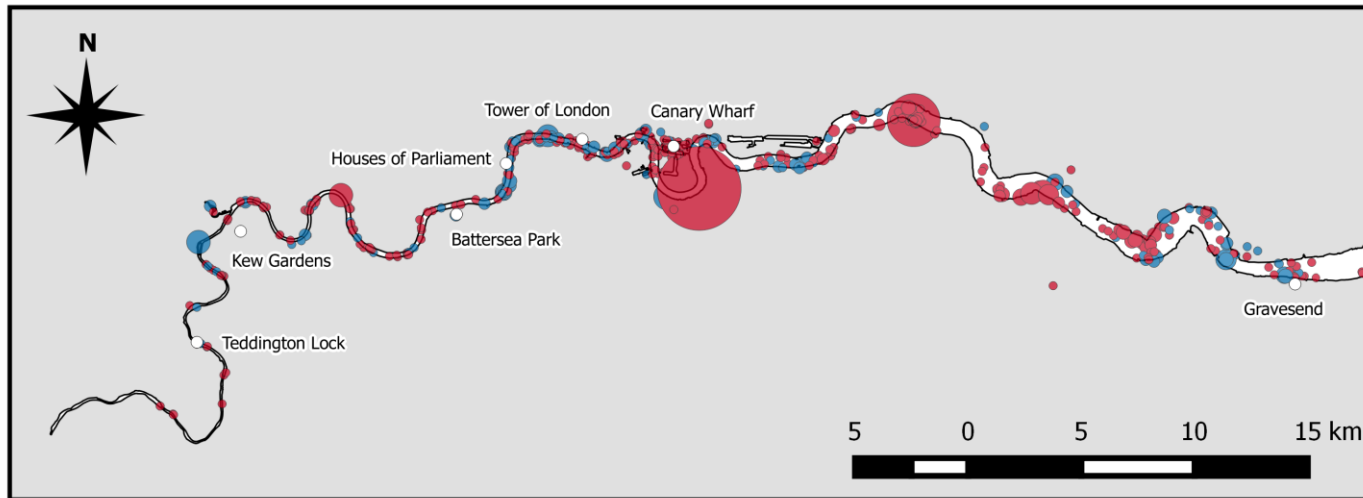 N
Tower of London
Canary Wharf
Houses of Parliament
Battersea Park
Kew Gardens
Teddington Lock
Gravesend
5 0 5 10 15 km